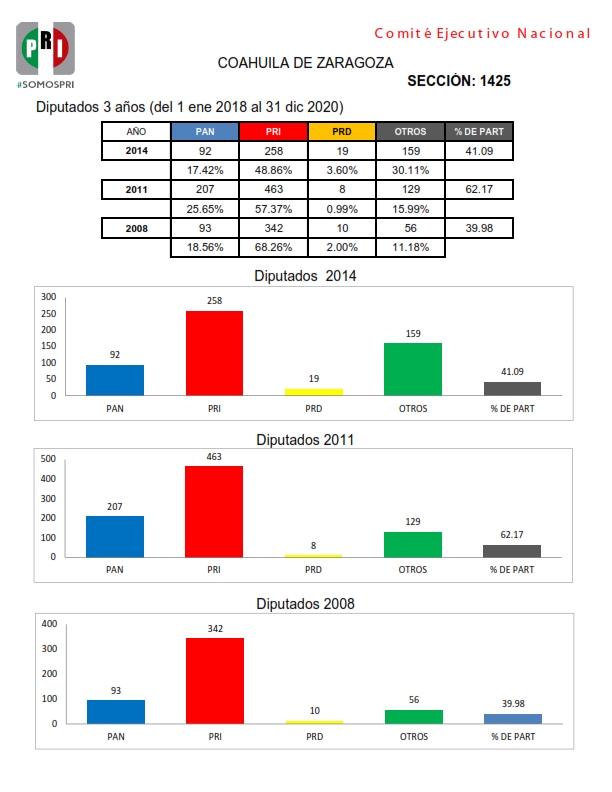 PRI
#SOMOSPRI
Comité Ejecutivo Nacional
COAHUILA DE ZARAGOZA
SECCIÓN: 1425
Diputados 3 años (del 1 ene 2018 al 31 dic 2020)
AÑO PAN PRI PRD OTROS % DE PART
2014 92 258 19 159 41.09
17.42% 48.86% 3.60% 30.11%
2011 207 463 8 129 62.17
25.65% 57.37% 0.99% 15.99%
2008 93 342 10 56 39.98
18.56% 68.26% 2.00% 11.18%
Diputados 2014
300
250
200
150
100
50
0
92 258 19 159 41.09
PAN PRI PRD OTROS % DE PART
Diputados 2011
500
400
300
200
100
0
207 463 8 129 62.17
PAN PRI PRD OTROS % DE PART
Diputados 2008
400
300
200
100
0
93 342 10 56 39.98
PAN PRI PRD OTROS % DE PART